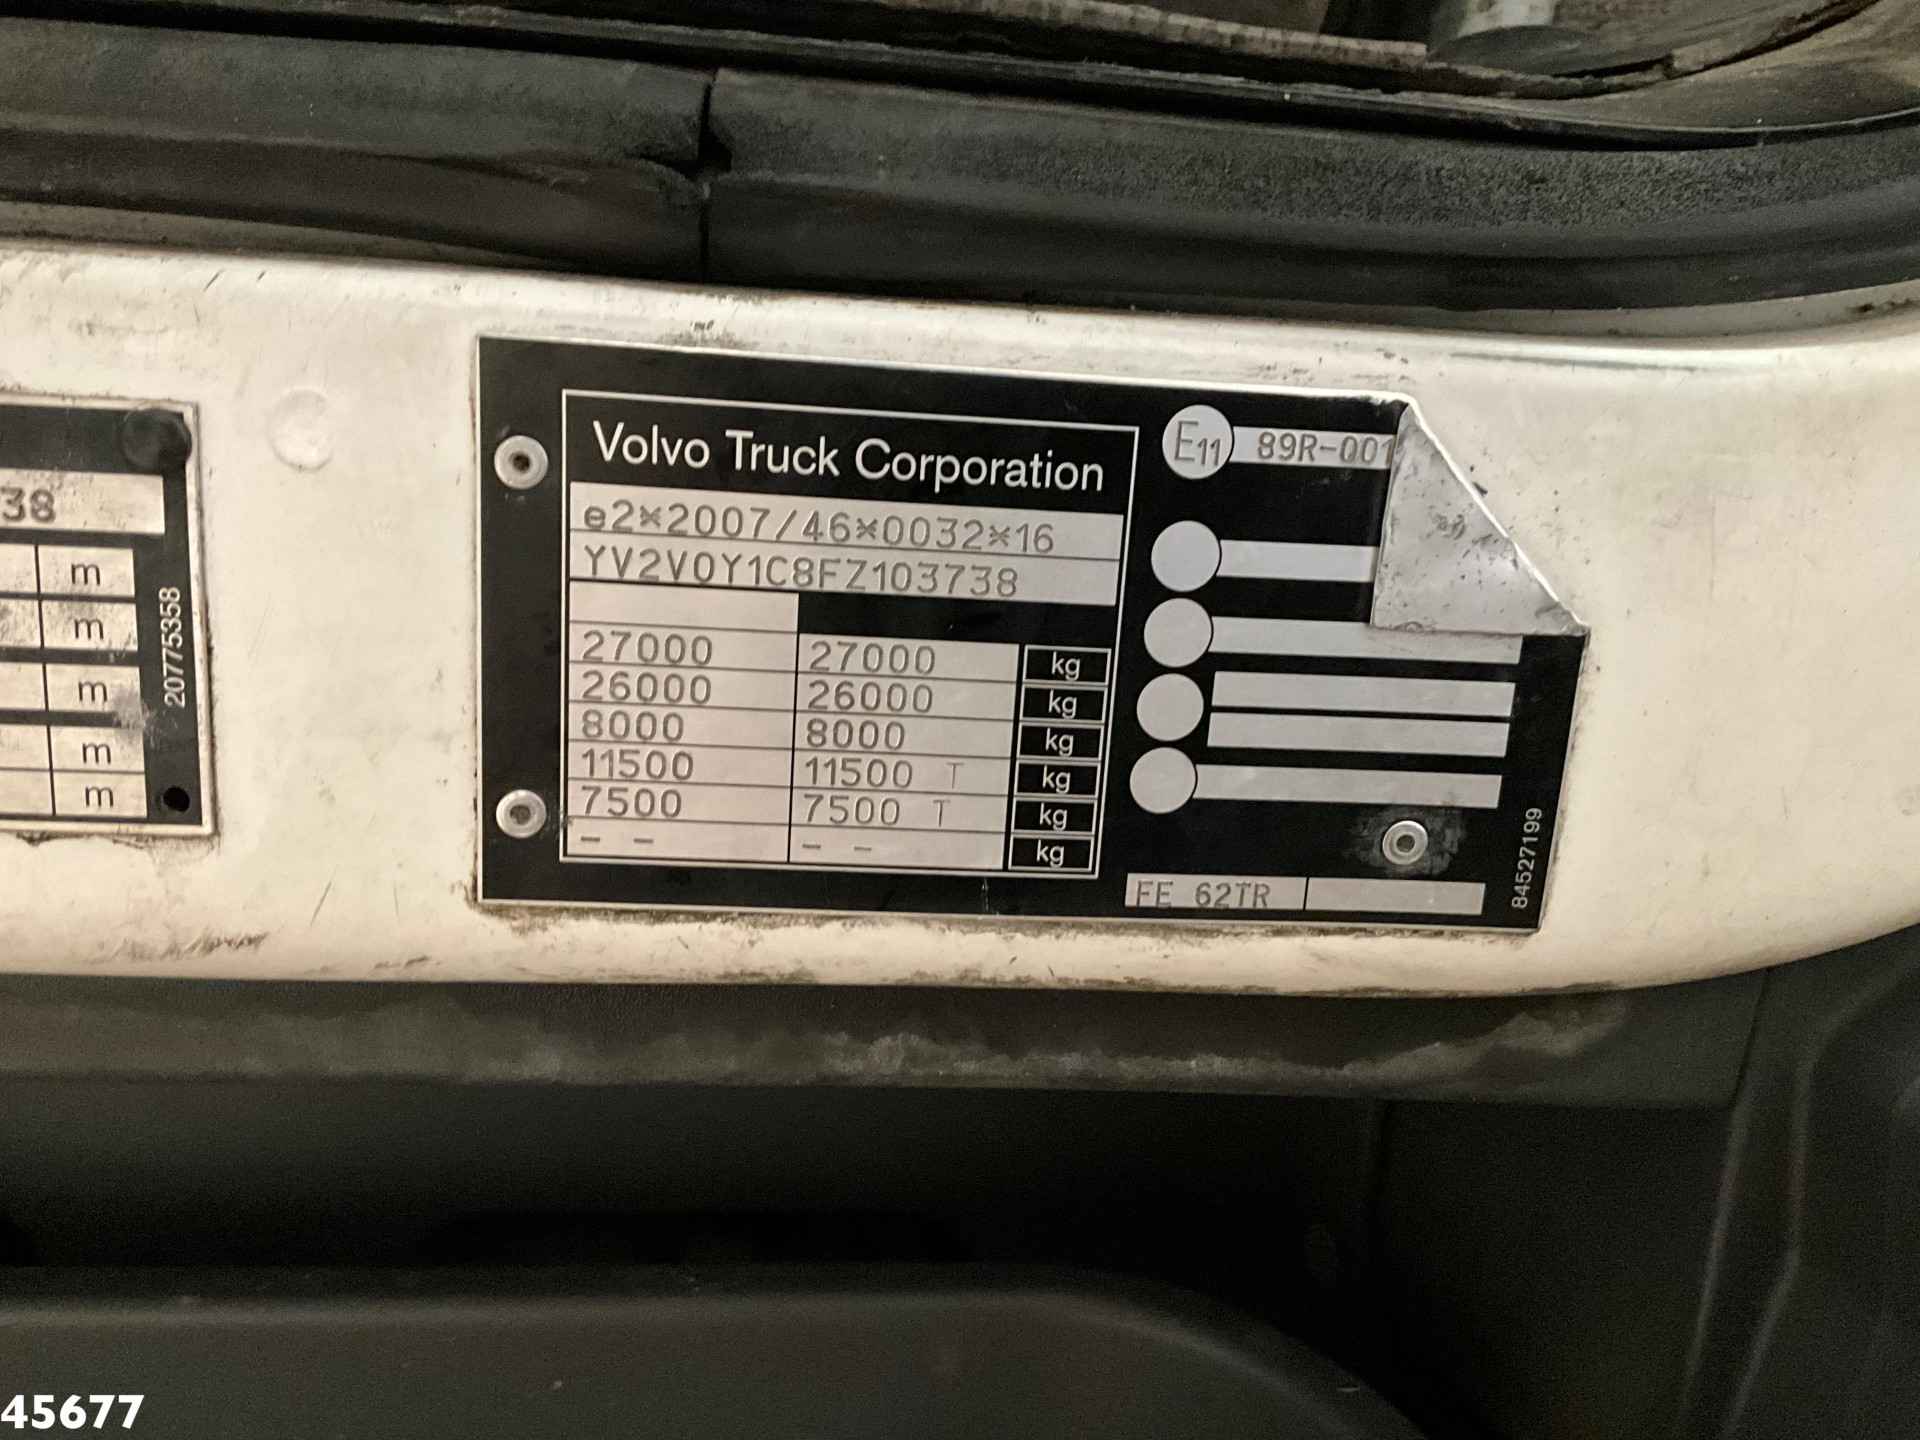 38
m
m
m
m
m
20775358
Volvo Truck Corporation
e2*2007/46*0032*16
YV2V0Y1C8FZ103738
27000 27000 kg
26000 26000 kg
8000 8000 kg
11500 11500 T kg
7500 7500 T kg
- - - - kg
E11 89R-001
FE 62TR
84527199
45677